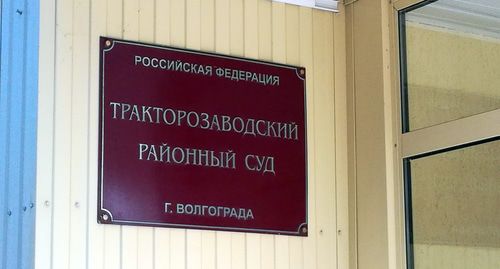 РОССИЙСКАЯ ФЕДЕРАЦИЯ
ТРАКТОРОЗАВОДСКИЙ
РАЙОННЫЙ СУД
Г. ВОЛГОГРАДА